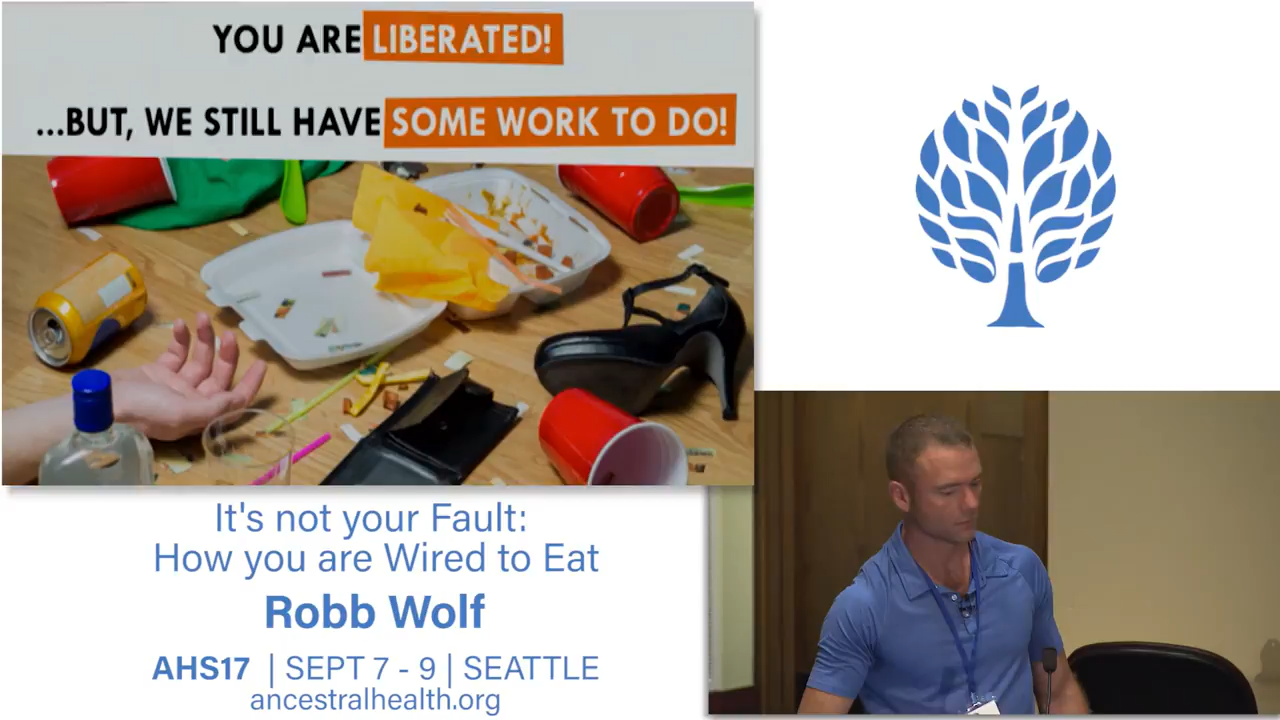 YOU ARE LIBERATED!
...BUT, WE STILL HAVE SOME WORK TO DO!
It's not your Fault:
How you are Wired to Eat
Robb Wolf
AHS17 | SEPT 7 - 9 | SEATTLE
ancestralhealth.org